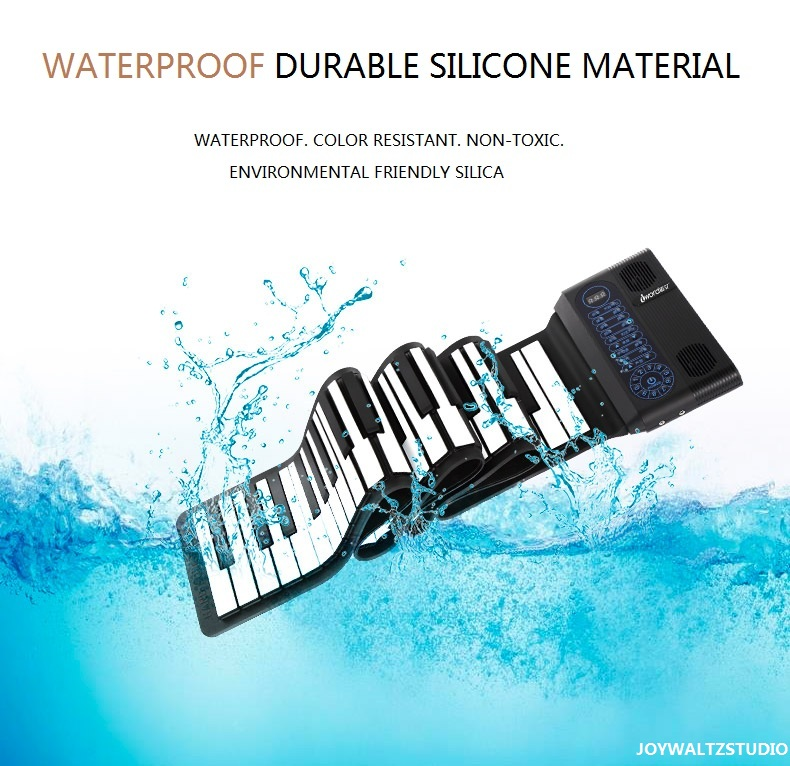 WATERPROOF DURABLE SILICONE MATERIAL
WATERPROOF. COLOR RESISTANT. NON-TOXIC.
ENVIRONMENTAL FRIENDLY SILICA
JOYWALTZSTUDIO